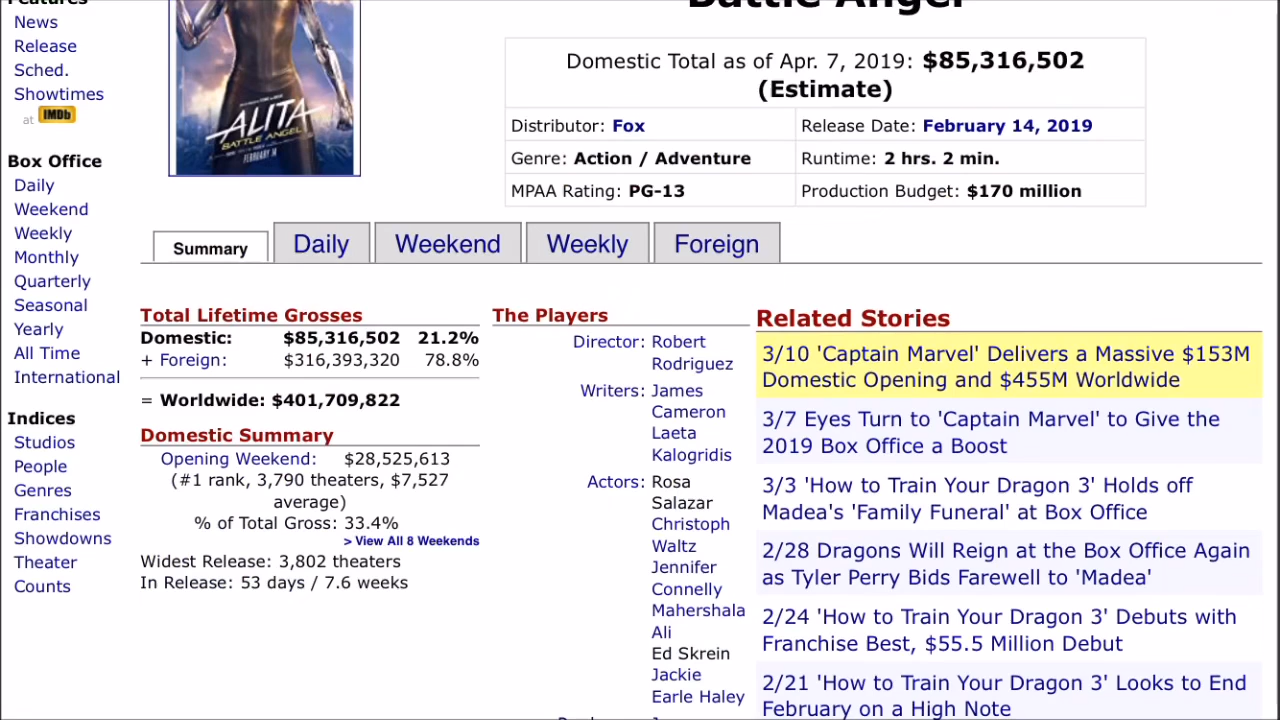 Features
News
Release
Sched.
Showtimes
at IMDb
Box Office
Daily
Weekend
Weekly
Monthly
Quarterly
Seasonal
Yearly
All Time
International
Indices
Studios
People
Genres
Franchises
Showdowns
Theater
Counts
ALITA
BATTLE ANGEL
FEBRUARY 14
Battle Angel
Domestic Total as of Apr. 7, 2019: $85,316,502
(Estimate)
Distributor: Fox
Release Date: February 14, 2019
Genre: Action / Adventure
Runtime: 2 hrs. 2 min.
MPAA Rating: PG-13
Production Budget: $170 million
Summary
Daily
Weekend
Weekly
Foreign
Total Lifetime Grosses
Domestic: $85,316,502 21.2%
+ Foreign: $316,393,320 78.8%
= Worldwide: $401,709,822
Domestic Summary
Opening Weekend: $28,525,613
(#1 rank, 3,790 theaters, $7,527
average)
% of Total Gross: 33.4%
> View All 8 Weekends
Widest Release: 3,802 theaters
In Release: 53 days / 7.6 weeks
The Players
Director: Robert
Rodriguez
Writers: James
Cameron
Laeta
Kalogridis
Actors: Rosa
Salazar
Christoph
Waltz
Jennifer
Connelly
Mahershala
Ali
Ed Skrein
Jackie
Earle Haley
Related Stories
3/10 'Captain Marvel' Delivers a Massive $153M
Domestic Opening and $455M Worldwide
3/7 Eyes Turn to 'Captain Marvel' to Give the
2019 Box Office a Boost
3/3 'How to Train Your Dragon 3' Holds off
Madea's 'Family Funeral' at Box Office
2/28 Dragons Will Reign at the Box Office Again
as Tyler Perry Bids Farewell to 'Madea'
2/24 'How to Train Your Dragon 3' Debuts with
Franchise Best, $55.5 Million Debut
2/21 'How to Train Your Dragon 3' Looks to End
February on a High Note